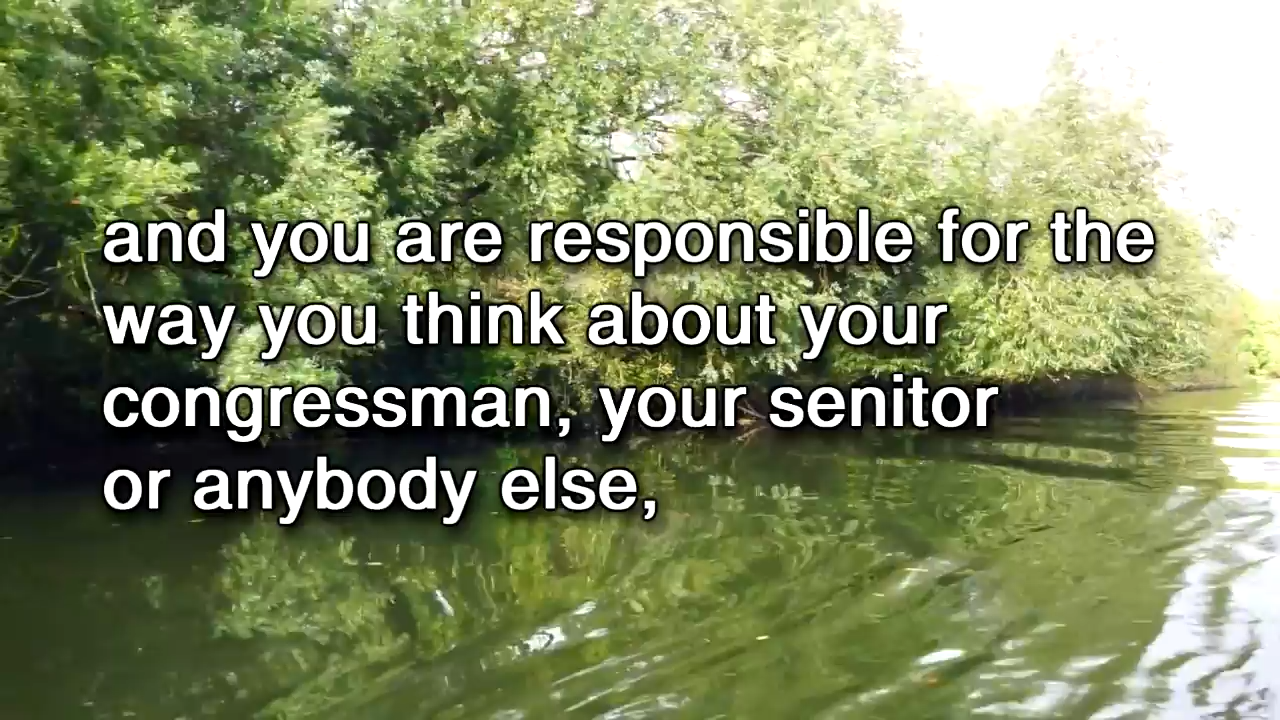 and you are responsible for the
way you think about your
congressman, your senitor
or anybody else,